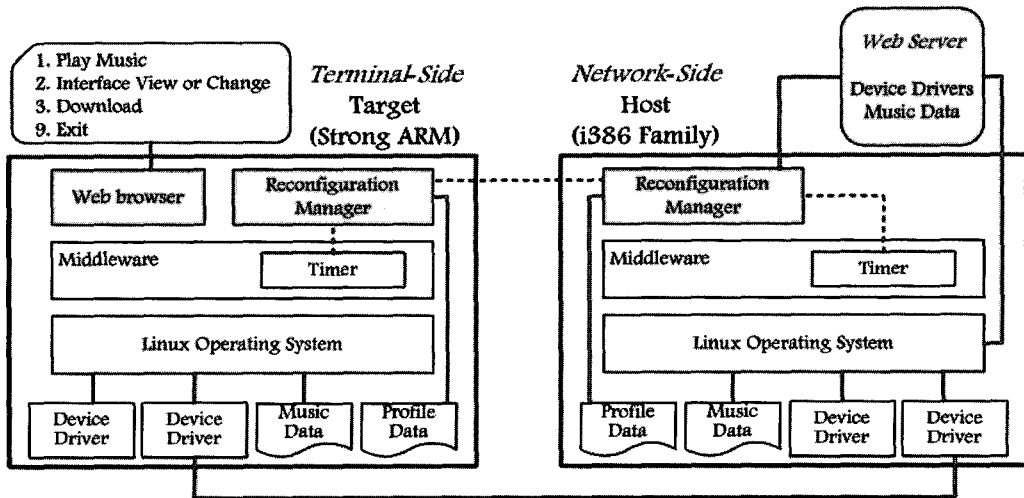 1. Play Music
2. Interface View or Change
3. Download
9. Exit
Terminal-Side
Target
(Strong ARM)
Network-Side
Host
(i386 Family)
Web Server
Device Drivers
Music Data
Web browser
Reconfiguration
Manager
Middleware
Timer
Linux Operating System
Device
Driver
Device
Driver
Music
Data
Profile
Data
Reconfiguration
Manager
Middleware
Timer
Linux Operating System
Profile
Data
Music
Data
Device
Driver
Device
Driver